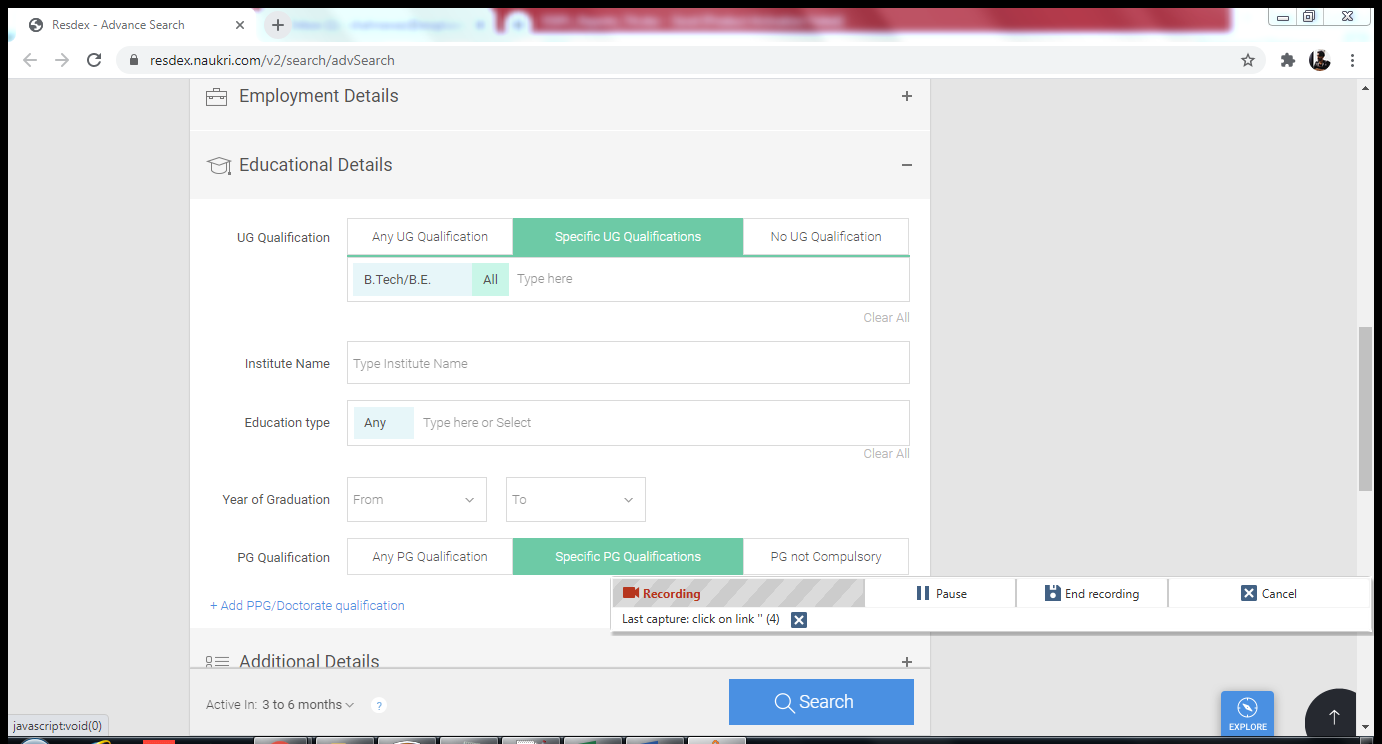 Resdex - Advance Search
resdex.naukri.com/v2/search/advSearch
Employment Details
Educational Details
UG Qualification Any UG Qualification Specific UG Qualifications No UG Qualification
B.Tech/B.E. All Type here
Clear All
Institute Name Type Institute Name
Education type Any Type here or Select
Clear All
Year of Graduation From To
PG Qualification Any PG Qualification Specific PG Qualifications PG not Compulsory
Recording Pause End recording Cancel
+ Add PPG/Doctorate qualification
Last capture: click on link '' (4)
Additional Details
Active In: 3 to 6 months ? Search
javascript:void(0)
EXPLORE